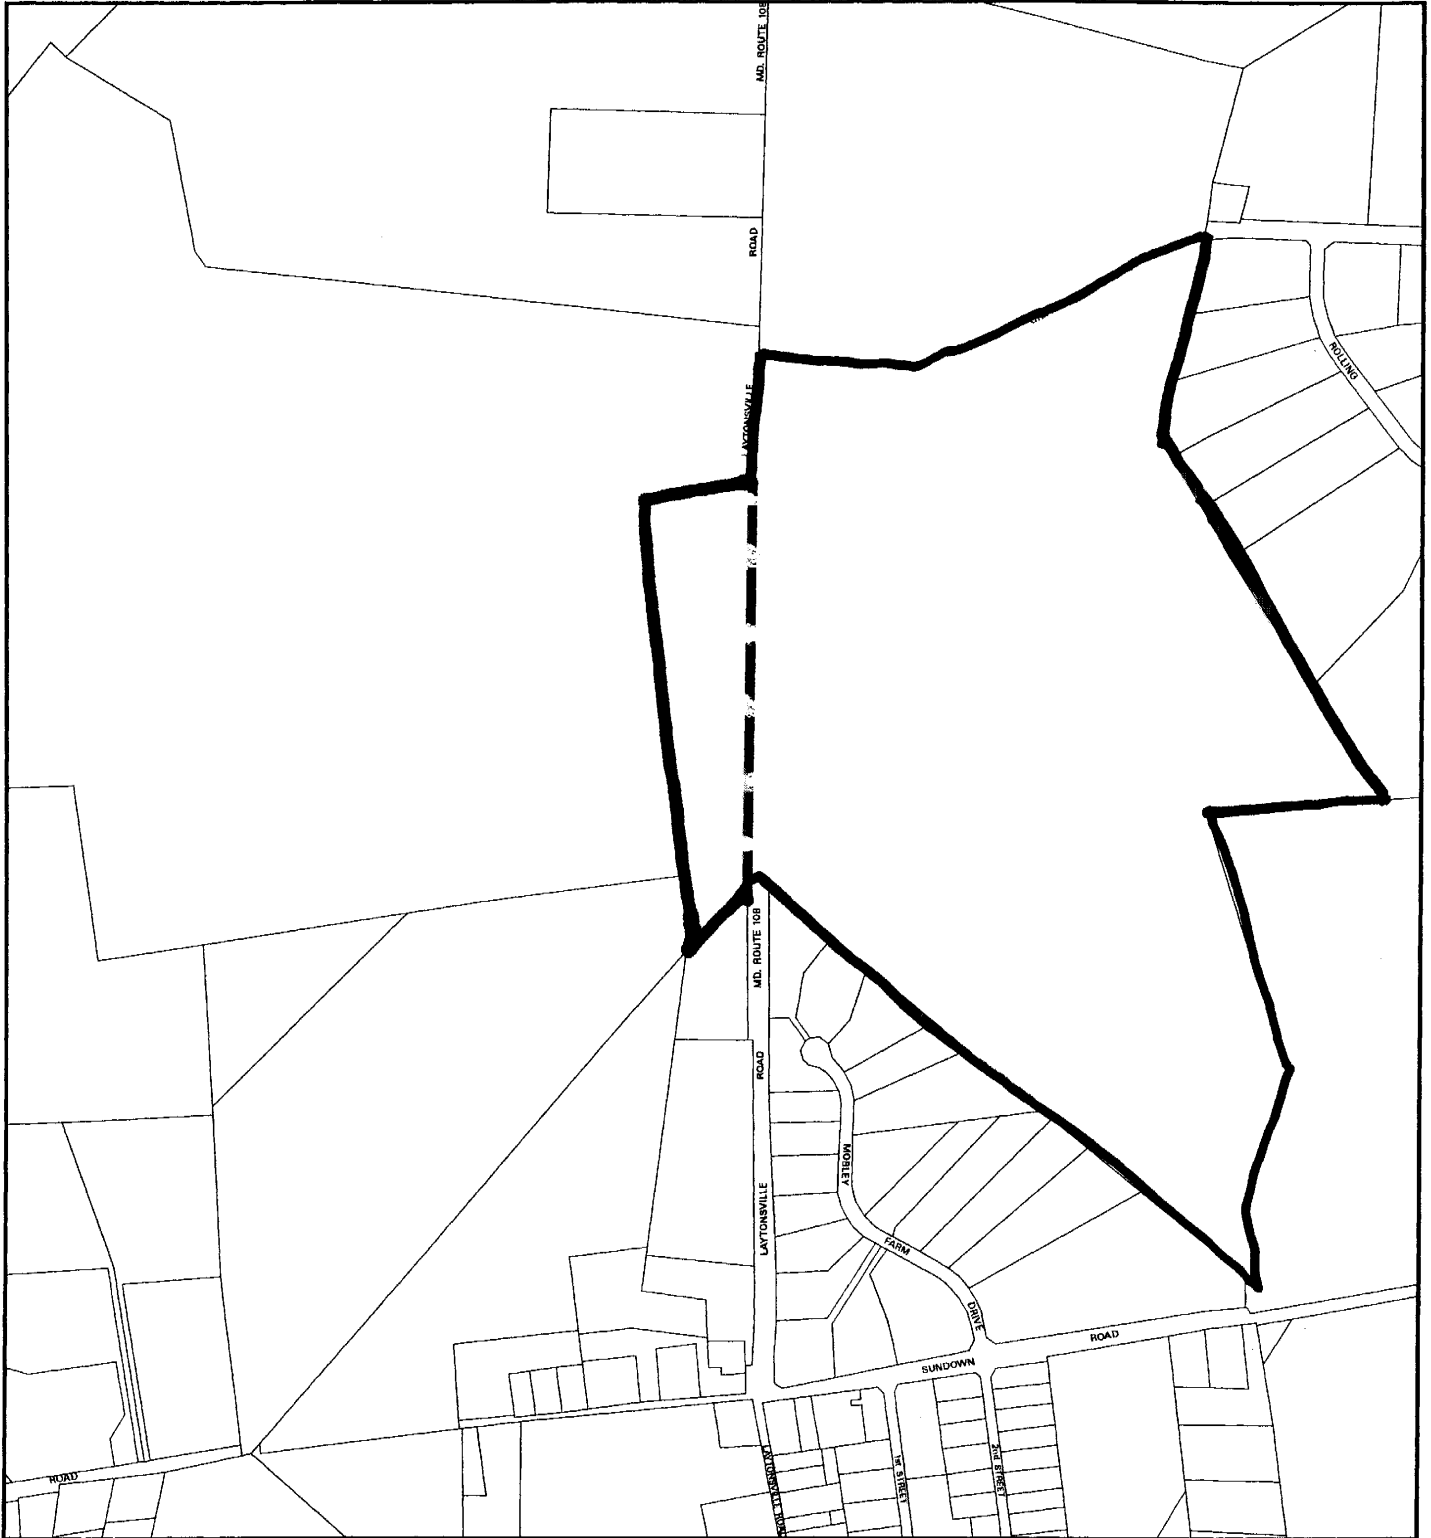 MD. ROUTE 108
ROAD
ROLLING
LAYTONSVILLE
MD. ROUTE 108
ROAD
MOBLEY
LAYTONSVILLE
FARM
DRIVE
ROAD
SUNDOWN
ROAD
LAYTONSVILLE ROAD
1st STREET
2nd STREET